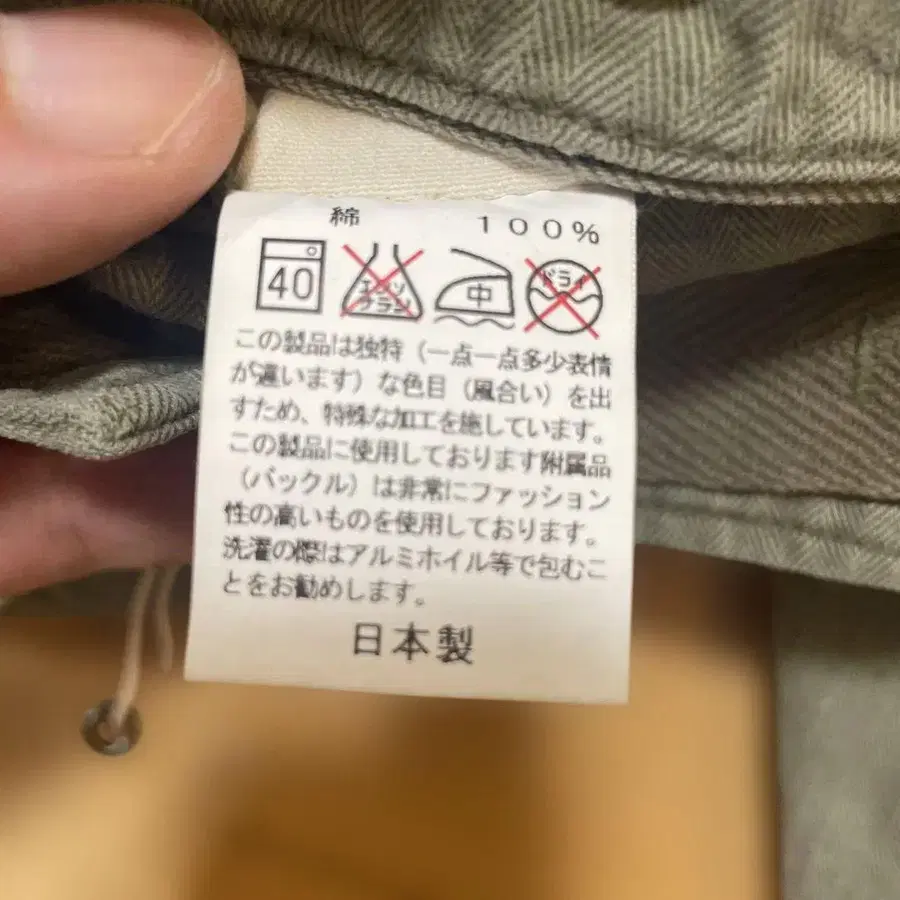 綿 100%
40 エンソ フラン 中 ドライ
この製品は独特（一点一点多少表情
が違います）な色目（風合い）を出
すため、特殊な加工を施しています。
この製品に使用しております附属品
（バックル）は非常にファッション
性の高いものを使用しております。
洗濯の際はアルミホイル等で包むこ
とをお勧めします。
日本製